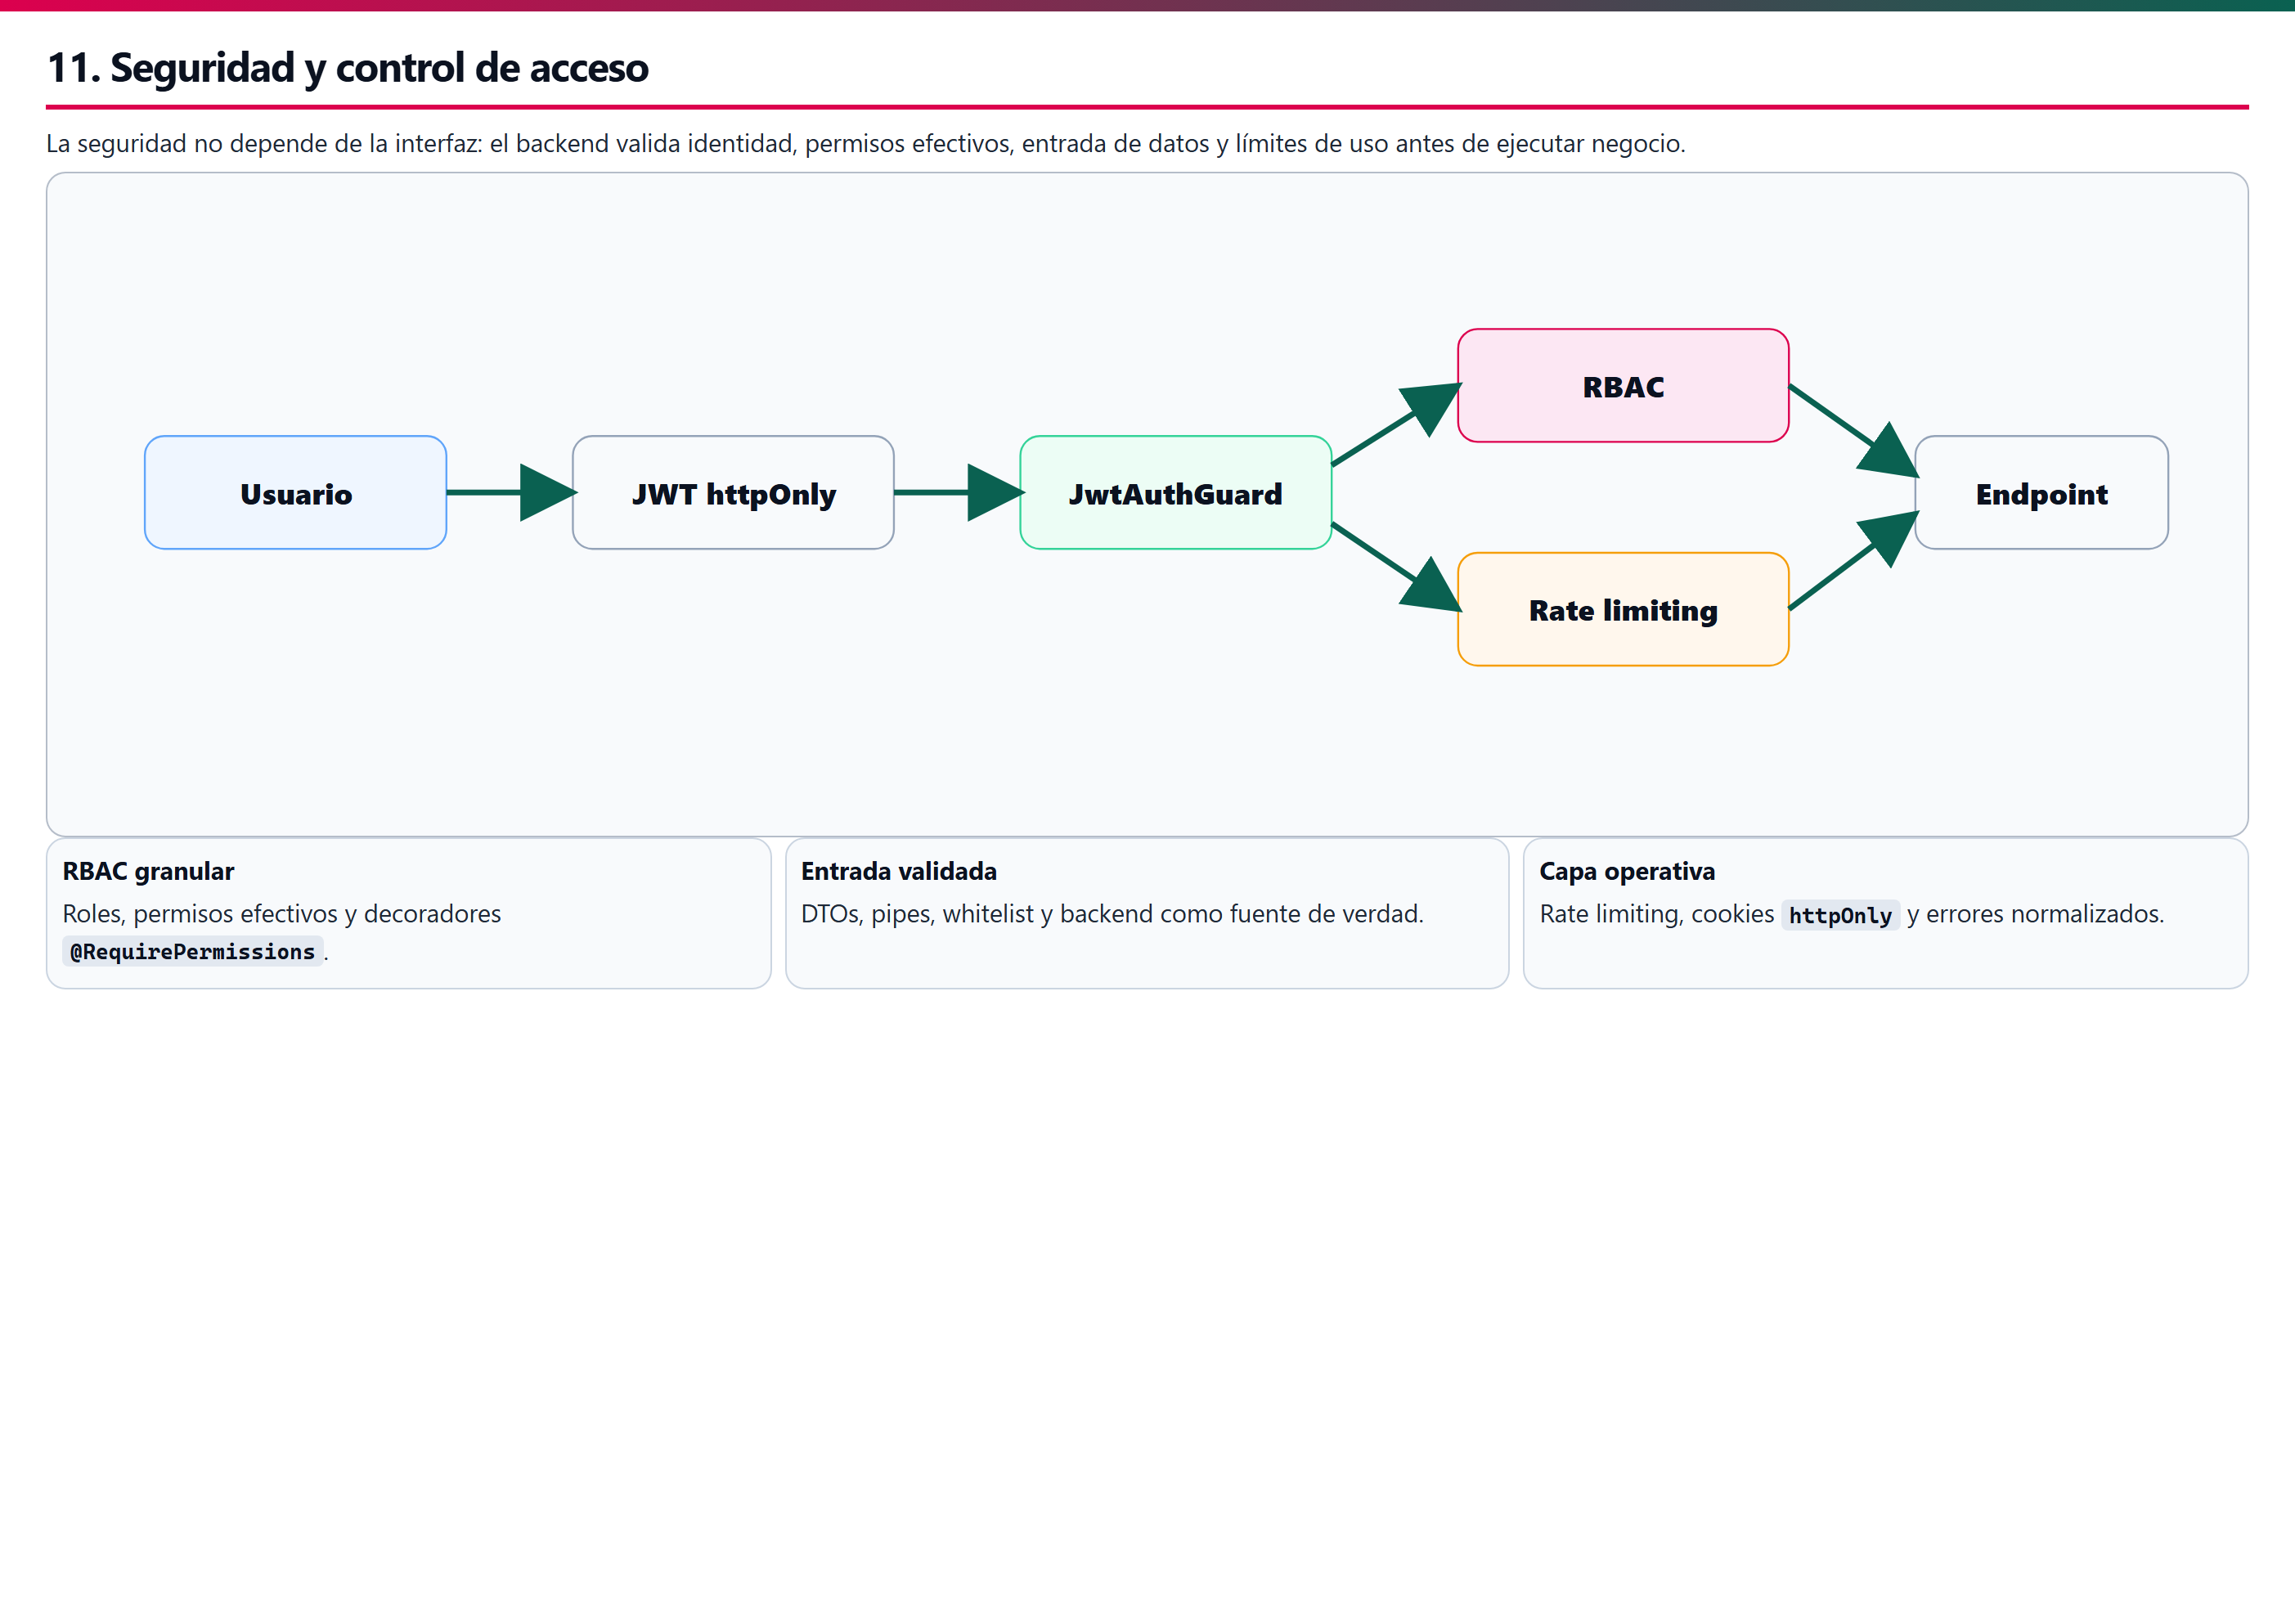 11. Seguridad y control de acceso
La seguridad no depende de la interfaz: el backend valida identidad, permisos efectivos, entrada de datos y límites de uso antes de ejecutar negocio.
RBAC
Usuario
JWT httpOnly
JwtAuthGuard
Endpoint
Rate limiting
RBAC granular
Roles, permisos efectivos y decoradores
@RequirePermissions.
Entrada validada
DTOs, pipes, whitelist y backend como fuente de verdad.
Capa operativa
Rate limiting, cookies httpOnly y errores normalizados.